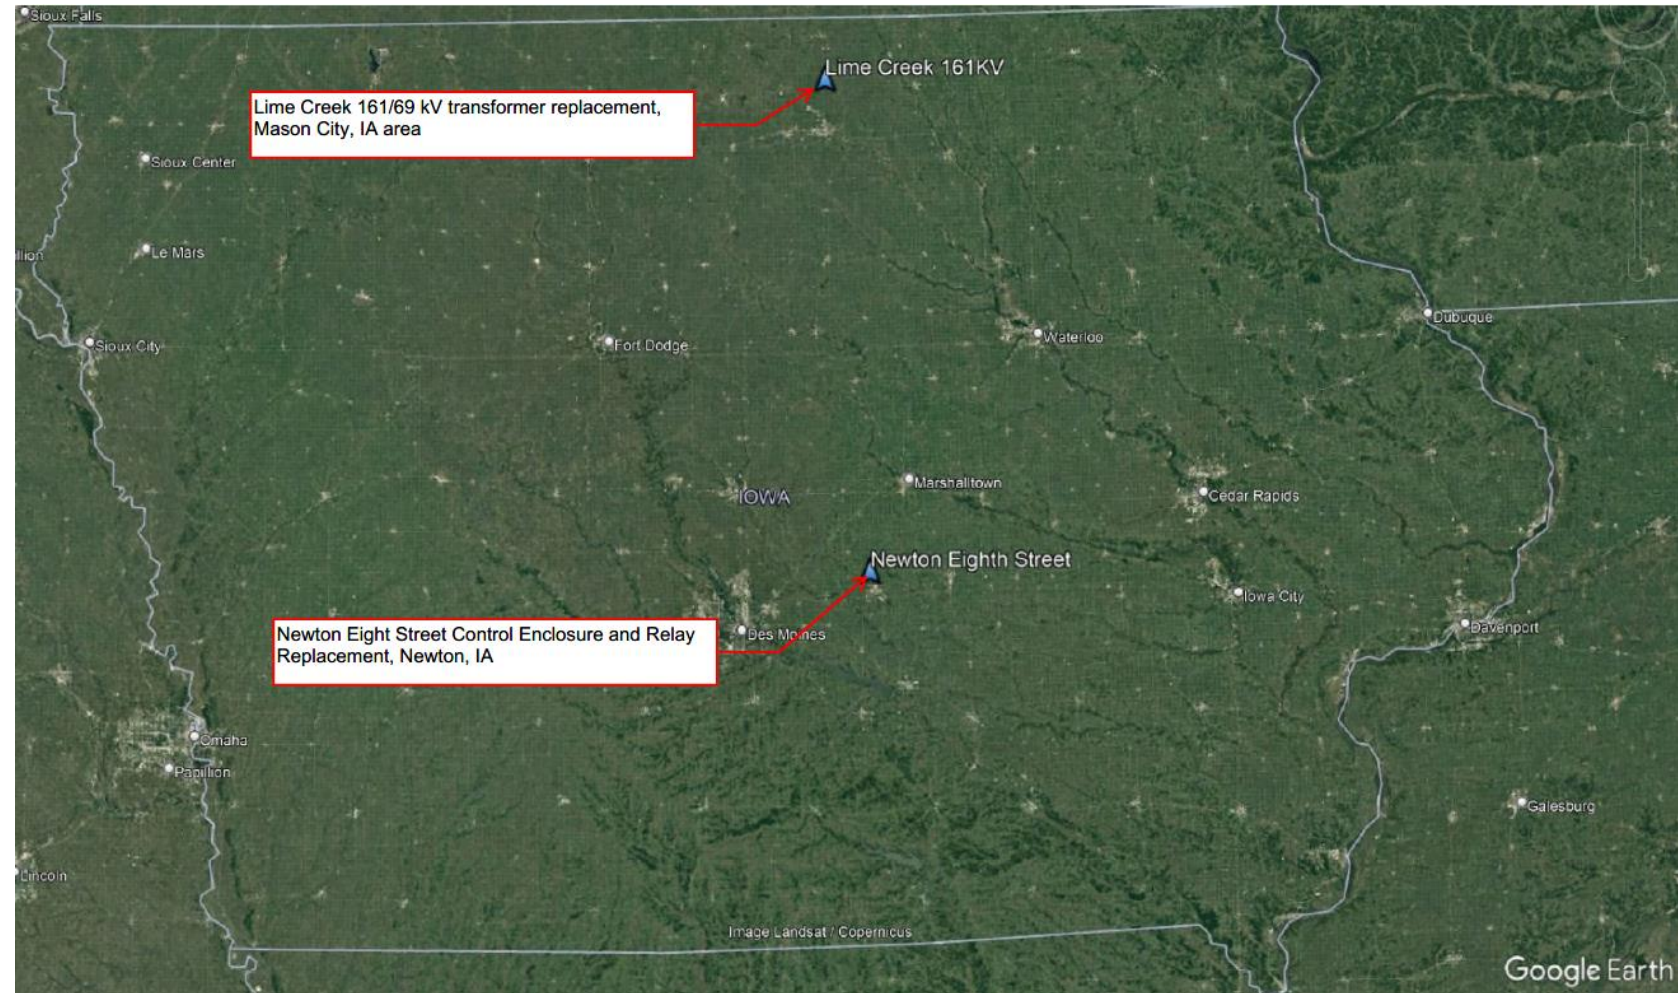 Sioux Falls
Lime Creek 161KV
Lime Creek 161/69 kV transformer replacement,
Mason City, IA area
Sioux Center
Le Mars
llion
Dubuque
Sioux City
Fort Dodge
Waterloo
IOWA
Marshalltown
Cedar Rapids
Newton Eighth Street
Iowa City
Newton Eight Street Control Enclosure and Relay
Replacement, Newton, IA
Des Moines
Davenport
Omaha
Papillion
Galesburg
Lincoln
Image Landsat / Copernicus
Google Earth